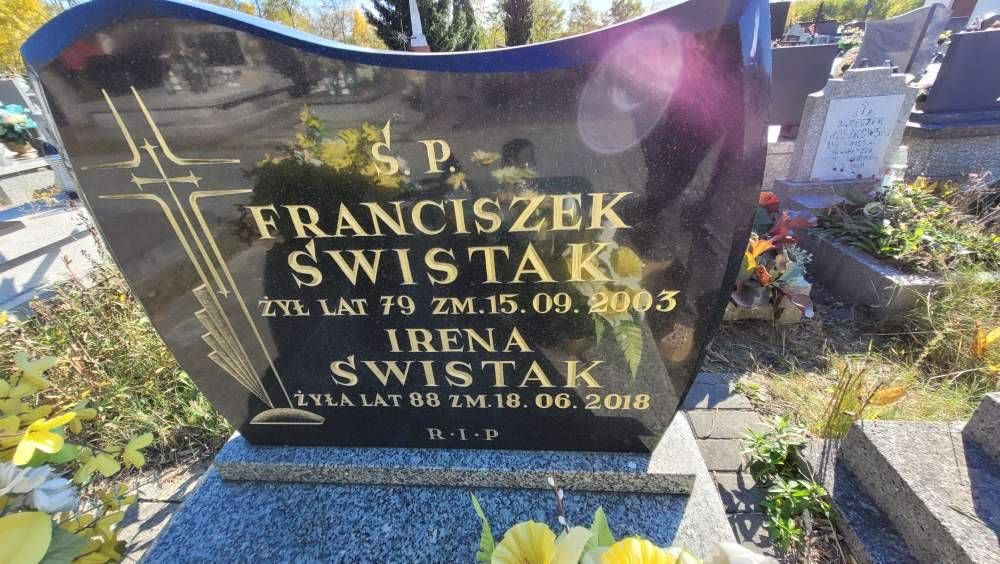 Ś. P.
FRANCISZEK
ŚWISTAK
ŻYŁ LAT 79 ZM. 15. 09. 2003
IRENA
ŚWISTAK
ŻYŁA LAT 88 ZM. 18. 06. 2018
R·I·P